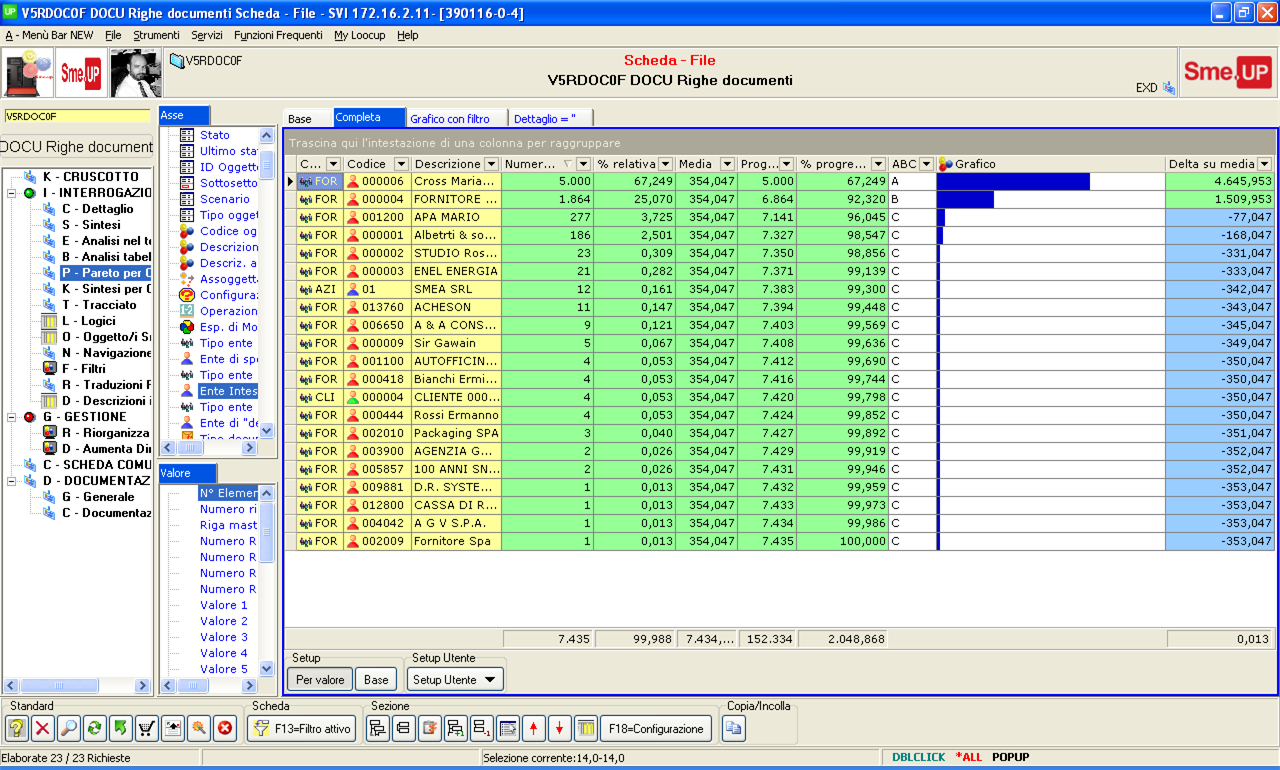 V5RDOC0F DOCU Righe documenti Scheda - File - SVI 172.16.2.11- [390116-0-4]
A - Menù Bar NEW File Strumenti Servizi Funzioni Frequenti My Loocup Help
Sme.UP
V5RDOC0F
Scheda - File
V5RDOC0F DOCU Righe documenti
EXD
Sme.UP
V5RDOC0F
DOCU Righe document
K - CRUSCOTTO
I - INTERROGAZIO
C - Dettaglio
S - Sintesi
E - Analisi nel t
B - Analisi tabel
P - Pareto per C
K - Sintesi per C
T - Tracciato
L - Logici
O - Oggetto/i S
N - Navigazione
F - Filtri
R - Traduzioni F
D - Descrizioni i
G - GESTIONE
R - Riorganizza
D - Aumenta Di
C - SCHEDA COMU
D - DOCUMENTAZ
G - Generale
C - Documentaz
Asse
Stato
Ultimo sta
ID Oggett
Sottosetto
Scenario
Tipo ogget
Codice og
Descrizion
Descriz. a
Assoggett
Configura
Operazion
Esp. di Mo
Tipo ente
Ente di sp
Tipo ente
Ente Intes
Tipo ente
Ente di "de
Tipo docu
Valore
N° Elemer
Numero ri
Riga mast
Numero R
Numero R
Numero R
Numero R
Valore 1
Valore 2
Valore 3
Valore 4
Valore 5
Base Completa Grafico con filtro Dettaglio = ''
Trascina qui l'intestazione di una colonna per raggruppare
C... Codice Descrizione Numer... % relativa Media Prog... % progre... ABC Grafico Delta su media
FOR 000006 Cross Maria... 5.000 67,249 354,047 5.000 67,249 A 4.645,953
FOR 000004 FORNITORE ... 1.864 25,070 354,047 6.864 92,320 B 1.509,953
FOR 001200 APA MARIO 277 3,725 354,047 7.141 96,045 C -77,047
FOR 000001 Albetrti & so... 186 2,501 354,047 7.327 98,547 C -168,047
FOR 000002 STUDIO Ros... 23 0,309 354,047 7.350 98,856 C -331,047
FOR 000003 ENEL ENERGIA 21 0,282 354,047 7.371 99,139 C -333,047
AZI 01 SMEA SRL 12 0,161 354,047 7.383 99,300 C -342,047
FOR 013760 ACHESON 11 0,147 354,047 7.394 99,448 C -343,047
FOR 006650 A & A CONS... 9 0,121 354,047 7.403 99,569 C -345,047
FOR 000009 Sir Gawain 5 0,067 354,047 7.408 99,636 C -349,047
FOR 001100 AUTOFFICIN... 4 0,053 354,047 7.412 99,690 C -350,047
FOR 000418 Bianchi Ermi... 4 0,053 354,047 7.416 99,744 C -350,047
CLI 000004 CLIENTE 000... 4 0,053 354,047 7.420 99,798 C -350,047
FOR 000444 Rossi Ermanno 4 0,053 354,047 7.424 99,852 C -350,047
FOR 002010 Packaging SPA 3 0,040 354,047 7.427 99,892 C -351,047
FOR 003900 AGENZIA G... 2 0,026 354,047 7.429 99,919 C -352,047
FOR 005857 100 ANNI SN... 2 0,026 354,047 7.431 99,946 C -352,047
FOR 009881 D.R. SYSTE... 1 0,013 354,047 7.432 99,959 C -353,047
FOR 012800 CASSA DI R... 1 0,013 354,047 7.433 99,973 C -353,047
FOR 004042 A G V S.P.A. 1 0,013 354,047 7.434 99,986 C -353,047
FOR 002009 Fornitore Spa 1 0,013 354,047 7.435 100,000 C -353,047
7.435 99,988 7.434,... 152.334 2.048,868 0,013
Setup Setup Utente
Per valore Base Setup Utente
Standard Scheda Sezione Copia/Incolla
F13=Filtro attivo F18=Configurazione
Elaborate 23 / 23 Richieste Selezione corrente:14,0-14,0 DBLCLICK *ALL POPUP